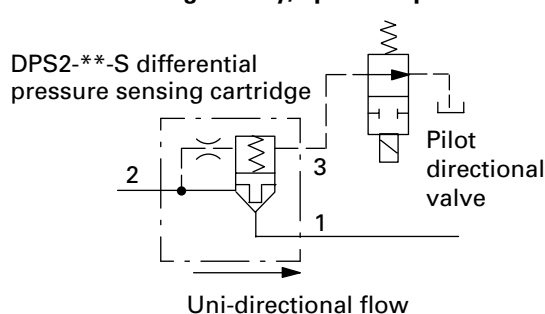 DPS2-**-S differential
pressure sensing cartridge
Pilot
directional
valve
3
2
1
Uni-directional flow